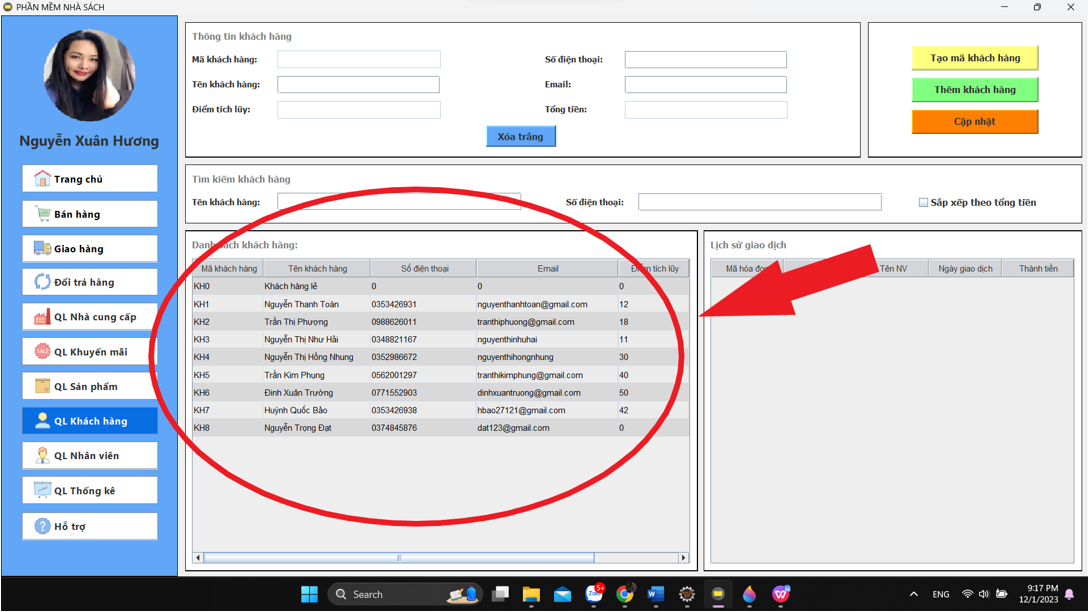 PHẦN MỀM NHÀ SÁCH
Nguyễn Xuân Hương
Trang chủ
Bán hàng
Giao hàng
Đổi trả hàng
QL Nhà cung cấp
SALE QL Khuyến mãi
QL Sản phẩm
QL Khách hàng
QL Nhân viên
QL Thống kê
Hỗ trợ
Thông tin khách hàng
Mã khách hàng: Số điện thoại:
Tên khách hàng: Email:
Điểm tích lũy: Tổng tiền:
Xóa trắng
Tạo mã khách hàng
Thêm khách hàng
Cập nhật
Tìm kiếm khách hàng
Tên khách hàng: Số điện thoại: Sắp xếp theo tổng tiền
Danh sách khách hàng:
Mã khách hàng Tên khách hàng Số điện thoại Email Điểm tích lũy
KH0 Khách hàng lẻ 0 0 0
KH1 Nguyễn Thanh Toàn 0353426931 nguyenthanhtoan@gmail.com 12
KH2 Trần Thị Phượng 0988626011 tranthiphuong@gmail.com 18
KH3 Nguyễn Thị Như Hài 0348821167 nguyenthinhuhai 11
KH4 Nguyễn Thị Hồng Nhung 0352986672 nguyenthihongnhung 30
KH5 Trần Kim Phụng 0562001297 tranthikimphung@gmail.com 40
KH6 Đinh Xuân Trường 0771552903 dinhxuantruong@gmail.com 50
KH7 Huỳnh Quốc Bảo 0353426938 hbao27121@gmail.com 42
KH8 Nguyễn Trọng Đạt 0374845876 dat123@gmail.com 0
Lịch sử giao dịch
Mã hóa đơn Tên NV Ngày giao dịch Thành tiền
Search
5+
Zalo
ENG
9:17 PM
12/1/2023